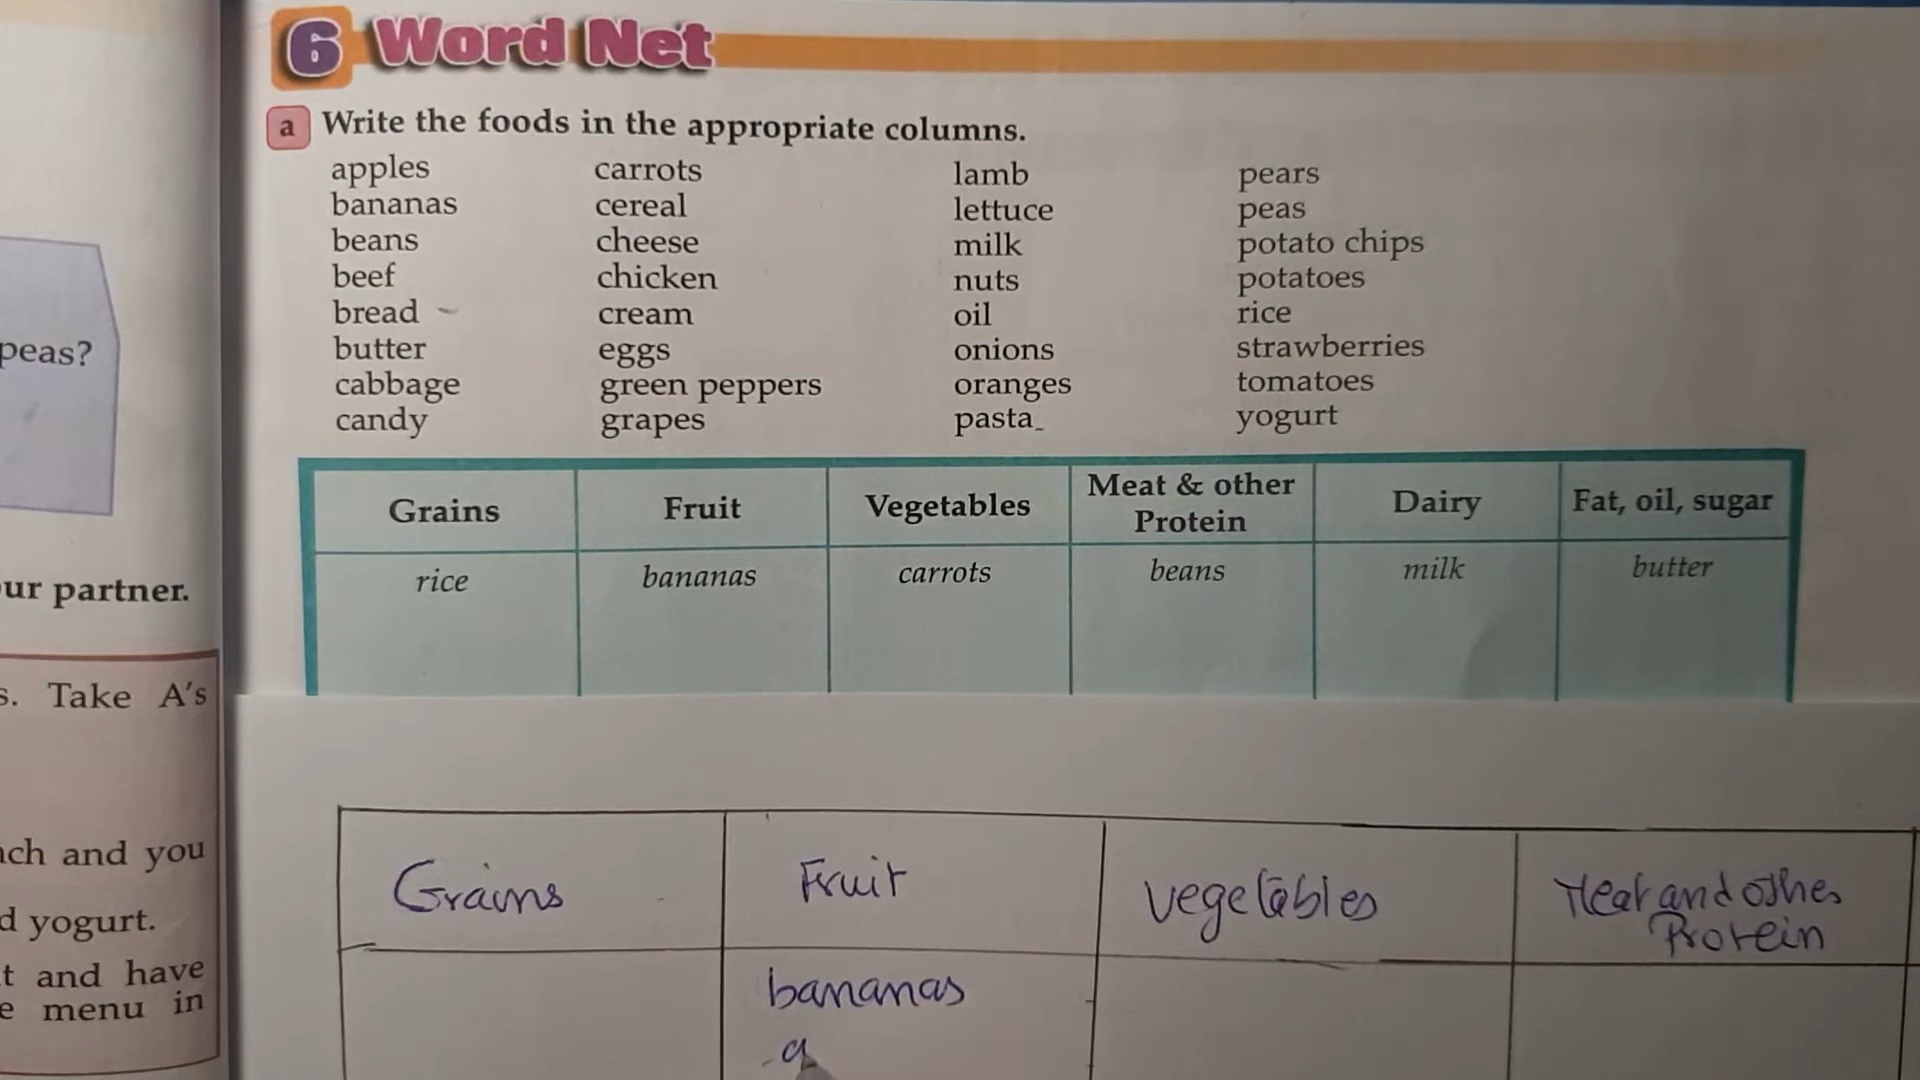 6 Word Net
a Write the foods in the appropriate columns.
apples carrots lamb pears
bananas cereal lettuce peas
beans cheese milk potato chips
beef chicken nuts potatoes
bread cream oil rice
butter eggs onions strawberries
cabbage green peppers oranges tomatoes
candy grapes pasta yogurt
Grains Fruit Vegetables Meat & other Protein Dairy Fat, oil, sugar
rice bananas carrots beans milk butter
peas?
ur partner.
s. Take A's
ch and you
d yogurt.
t and have
e menu in
Grains Fruit vegetables Meat and other
Protein
bananas
a